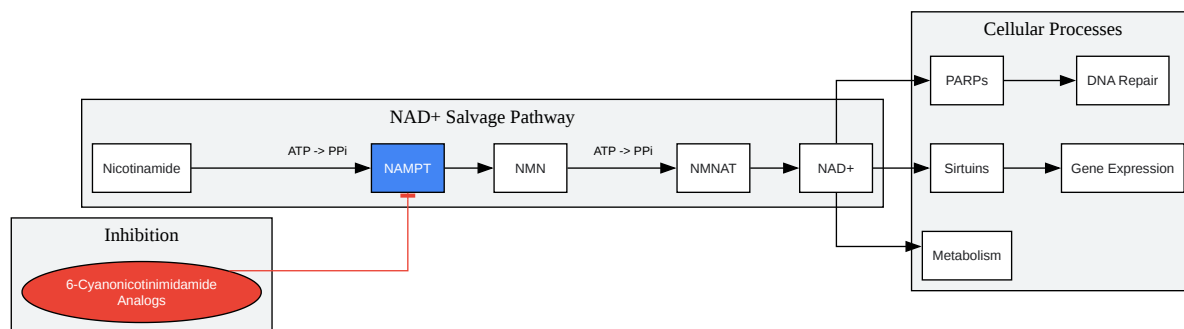 Cellular Processes
PARPs
DNA Repair
NAD+ Salvage Pathway
Nicotinamide
ATP -> PPi
NAMPT
NMN
ATP -> PPi
NMNAT
NAD+
Sirtuins
Gene Expression
Inhibition
Metabolism
6-Cyanonicotinimidamide
Analogs